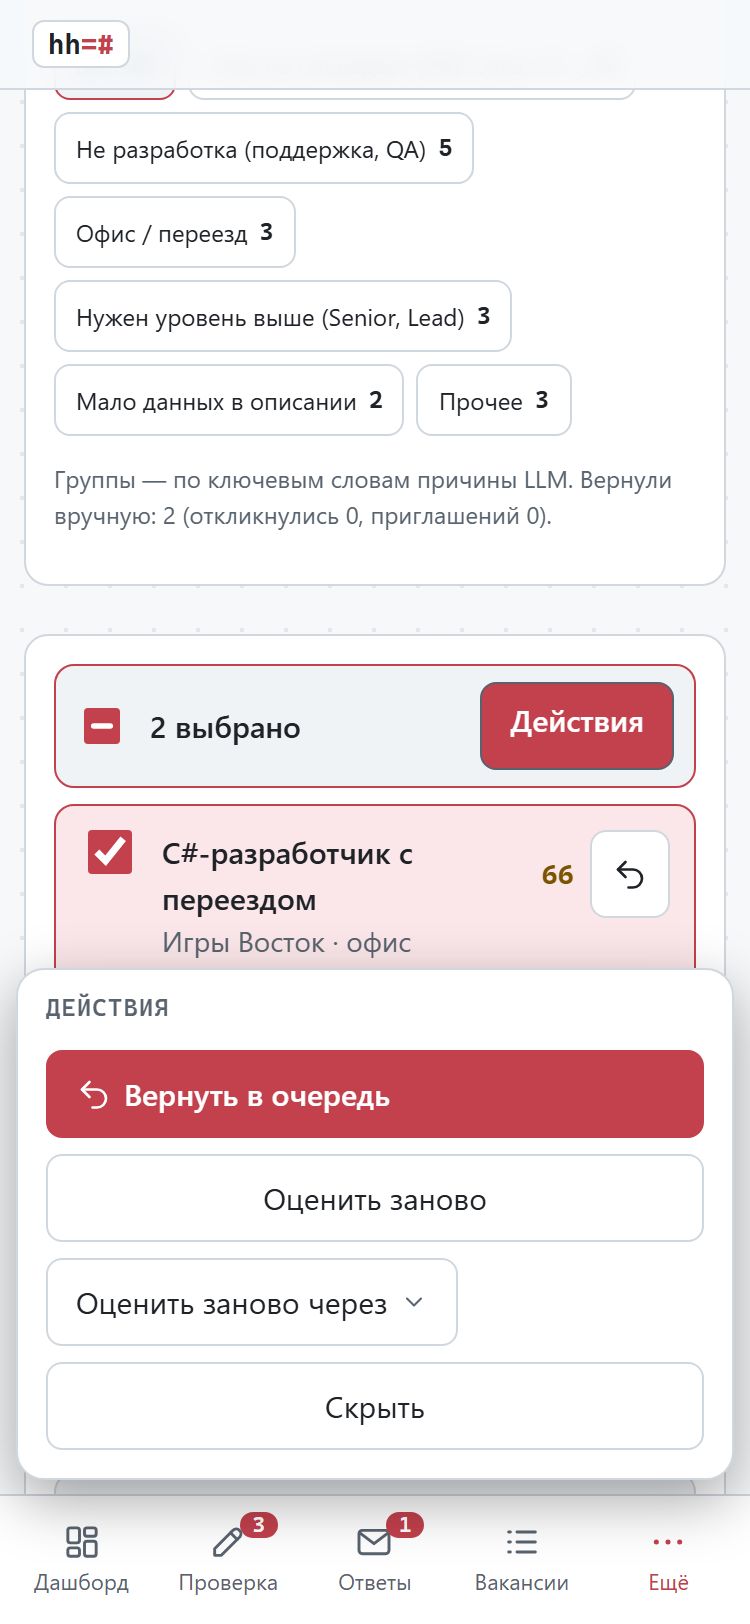 hh=#
Не разработка (поддержка, QA) 5
Офис / переезд 3
Нужен уровень выше (Senior, Lead) 3
Мало данных в описании 2
Прочее 3
Группы — по ключевым словам причины LLM. Вернули
вручную: 2 (откликнулись 0, приглашений 0).
2 выбрано
Действия
C#-разработчик с
переездом
66
Игры Восток · офис
ДЕЙСТВИЯ
Вернуть в очередь
Оценить заново
Оценить заново через
Скрыть
3
1
Дашборд
Проверка
Ответы
Вакансии
Ещё